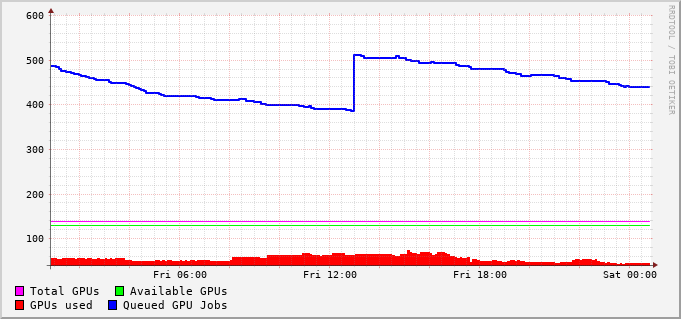 RRDTOOL / TOBI OETIKER
600
500
400
300
200
100
Fri 06:00 Fri 12:00 Fri 18:00 Sat 00:00
Total GPUs Available GPUs
GPUs used Queued GPU Jobs